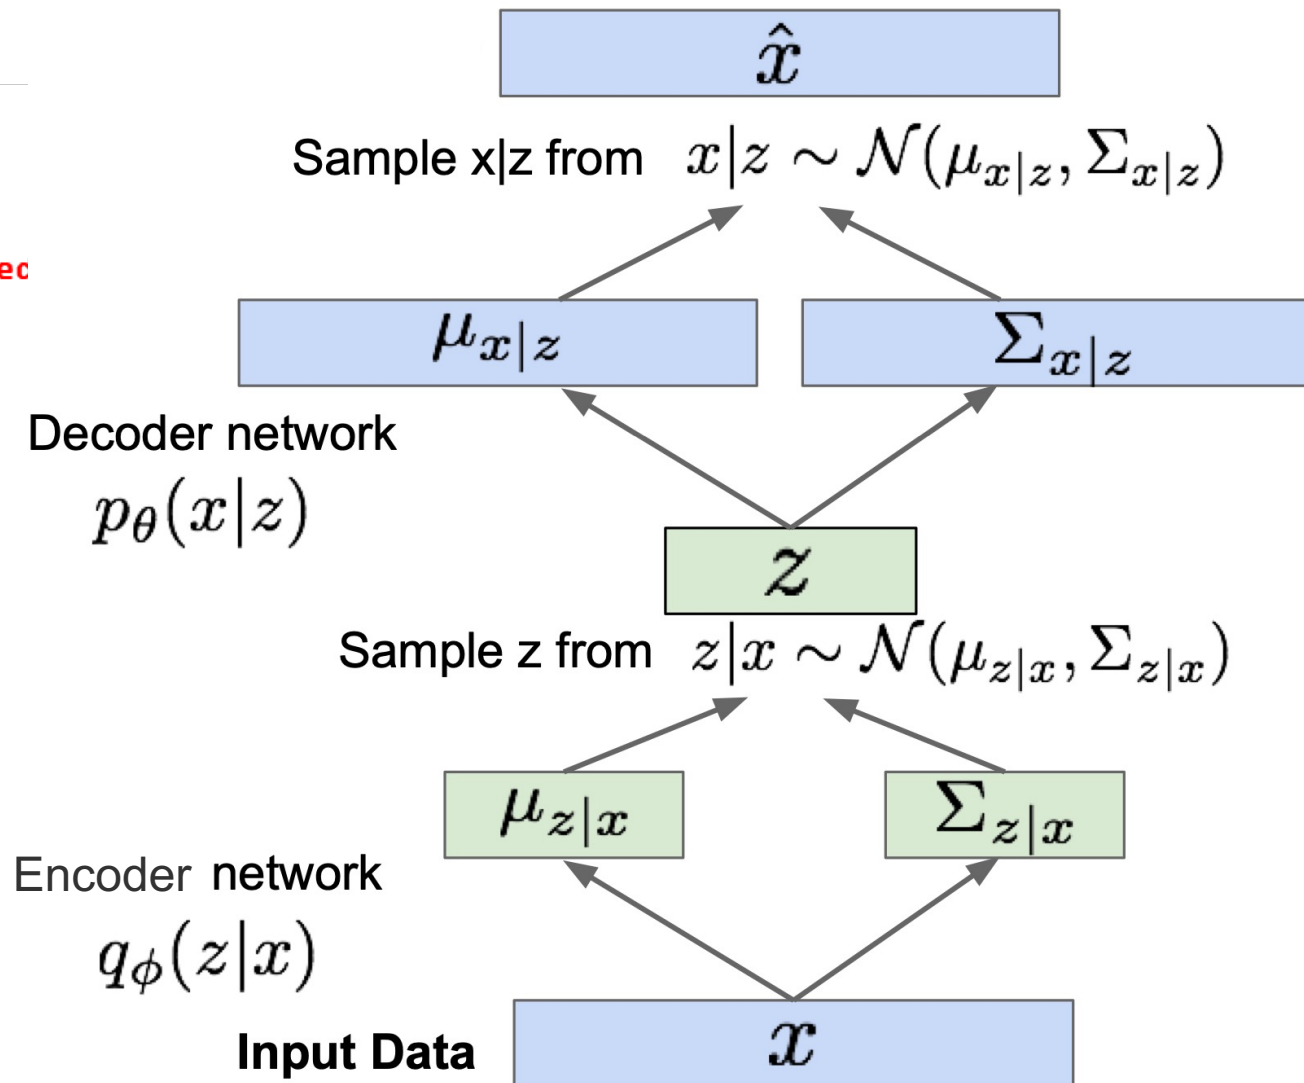 x̂
Sample x|z from x|z ∼ 𝒩(μ_{x|z}, Σ_{x|z})
ec
μ_{x|z} Σ_{x|z}
Decoder network
p_θ(x|z)
z
Sample z from z|x ∼ 𝒩(μ_{z|x}, Σ_{z|x})
μ_{z|x} Σ_{z|x}
Encoder network
q_ϕ(z|x)
Input Data x